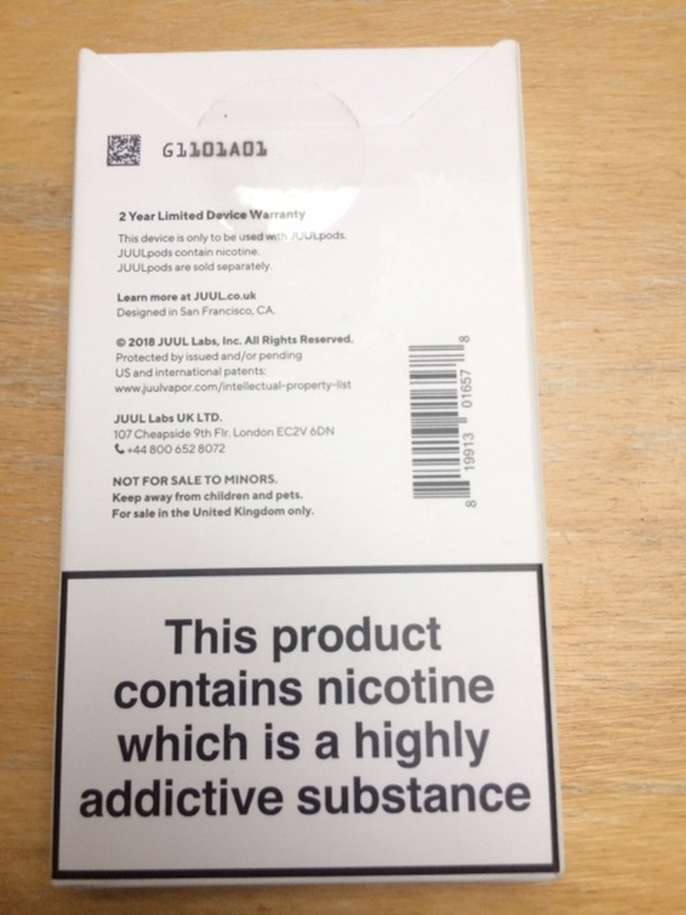 G1101A01
2 Year Limited Device Warranty
This device is only to be used with JUULpods.
JUULpods contain nicotine.
JUULpods are sold separately.
Learn more at JUUL.co.uk
Designed in San Francisco, CA.
© 2018 JUUL Labs, Inc. All Rights Reserved.
Protected by issued and/or pending
US and international patents:
www.juulvapor.com/intellectual-property-list
JUUL Labs UK LTD.
107 Cheapside 9th Flr. London EC2V 6DN
+44 800 652 8072
NOT FOR SALE TO MINORS.
Keep away from children and pets.
For sale in the United Kingdom only.
8 19913 01657 8
This product
contains nicotine
which is a highly
addictive substance